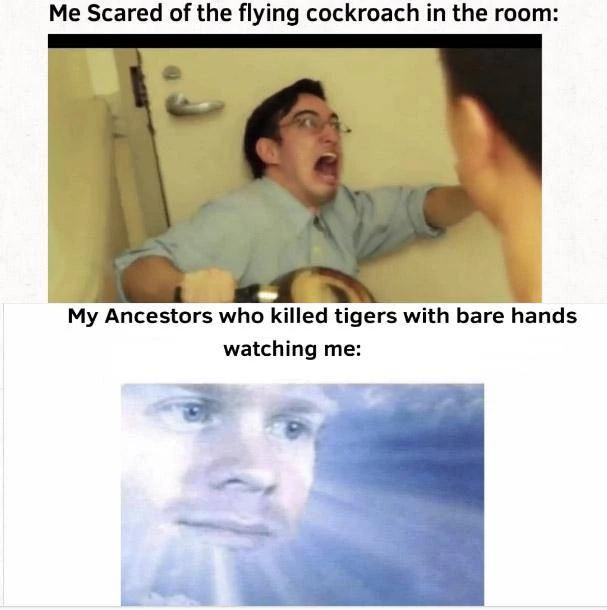 Me Scared of the flying cockroach in the room:
My Ancestors who killed tigers with bare hands
watching me: